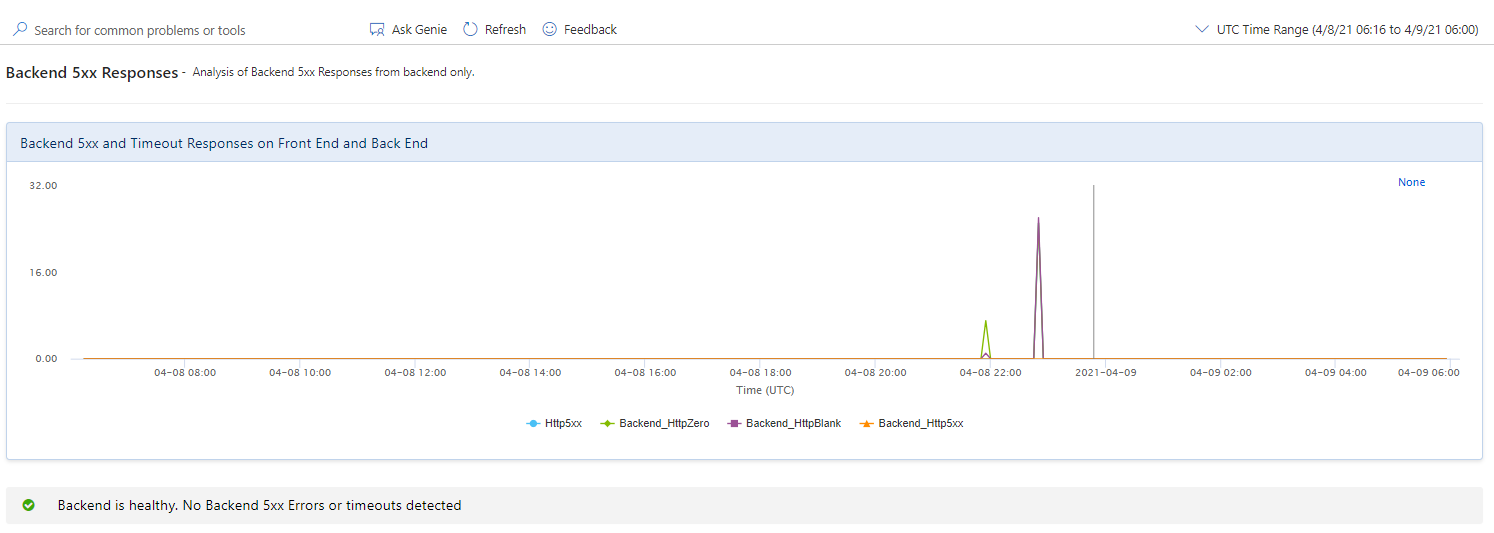 Search for common problems or tools Ask Genie Refresh Feedback UTC Time Range (4/8/21 06:16 to 4/9/21 06:00)
Backend 5xx Responses - Analysis of Backend 5xx Responses from backend only.
Backend 5xx and Timeout Responses on Front End and Back End
None
32.00
16.00
0.00
04-08 08:00 04-08 10:00 04-08 12:00 04-08 14:00 04-08 16:00 04-08 18:00 04-08 20:00 04-08 22:00 2021-04-09 04-09 02:00 04-09 04:00 04-09 06:00
Time (UTC)
Http5xx Backend_HttpZero Backend_HttpBlank Backend_Http5xx
Backend is healthy. No Backend 5xx Errors or timeouts detected